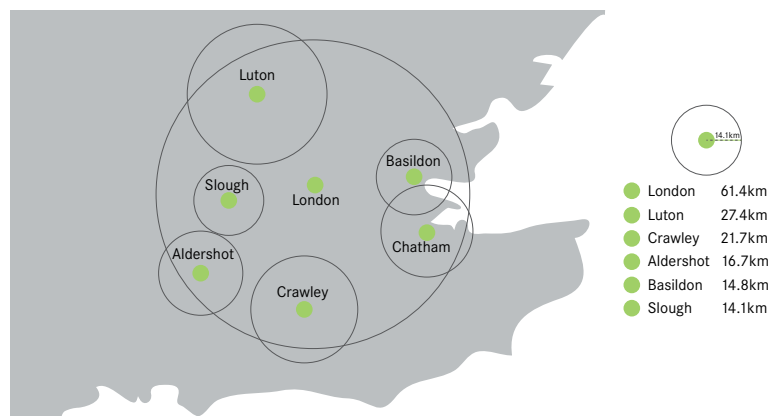 Luton
Basildon
Slough
London
Chatham
Aldershot
Crawley
14.1km
London 61.4km
Luton 27.4km
Crawley 21.7km
Aldershot 16.7km
Basildon 14.8km
Slough 14.1km